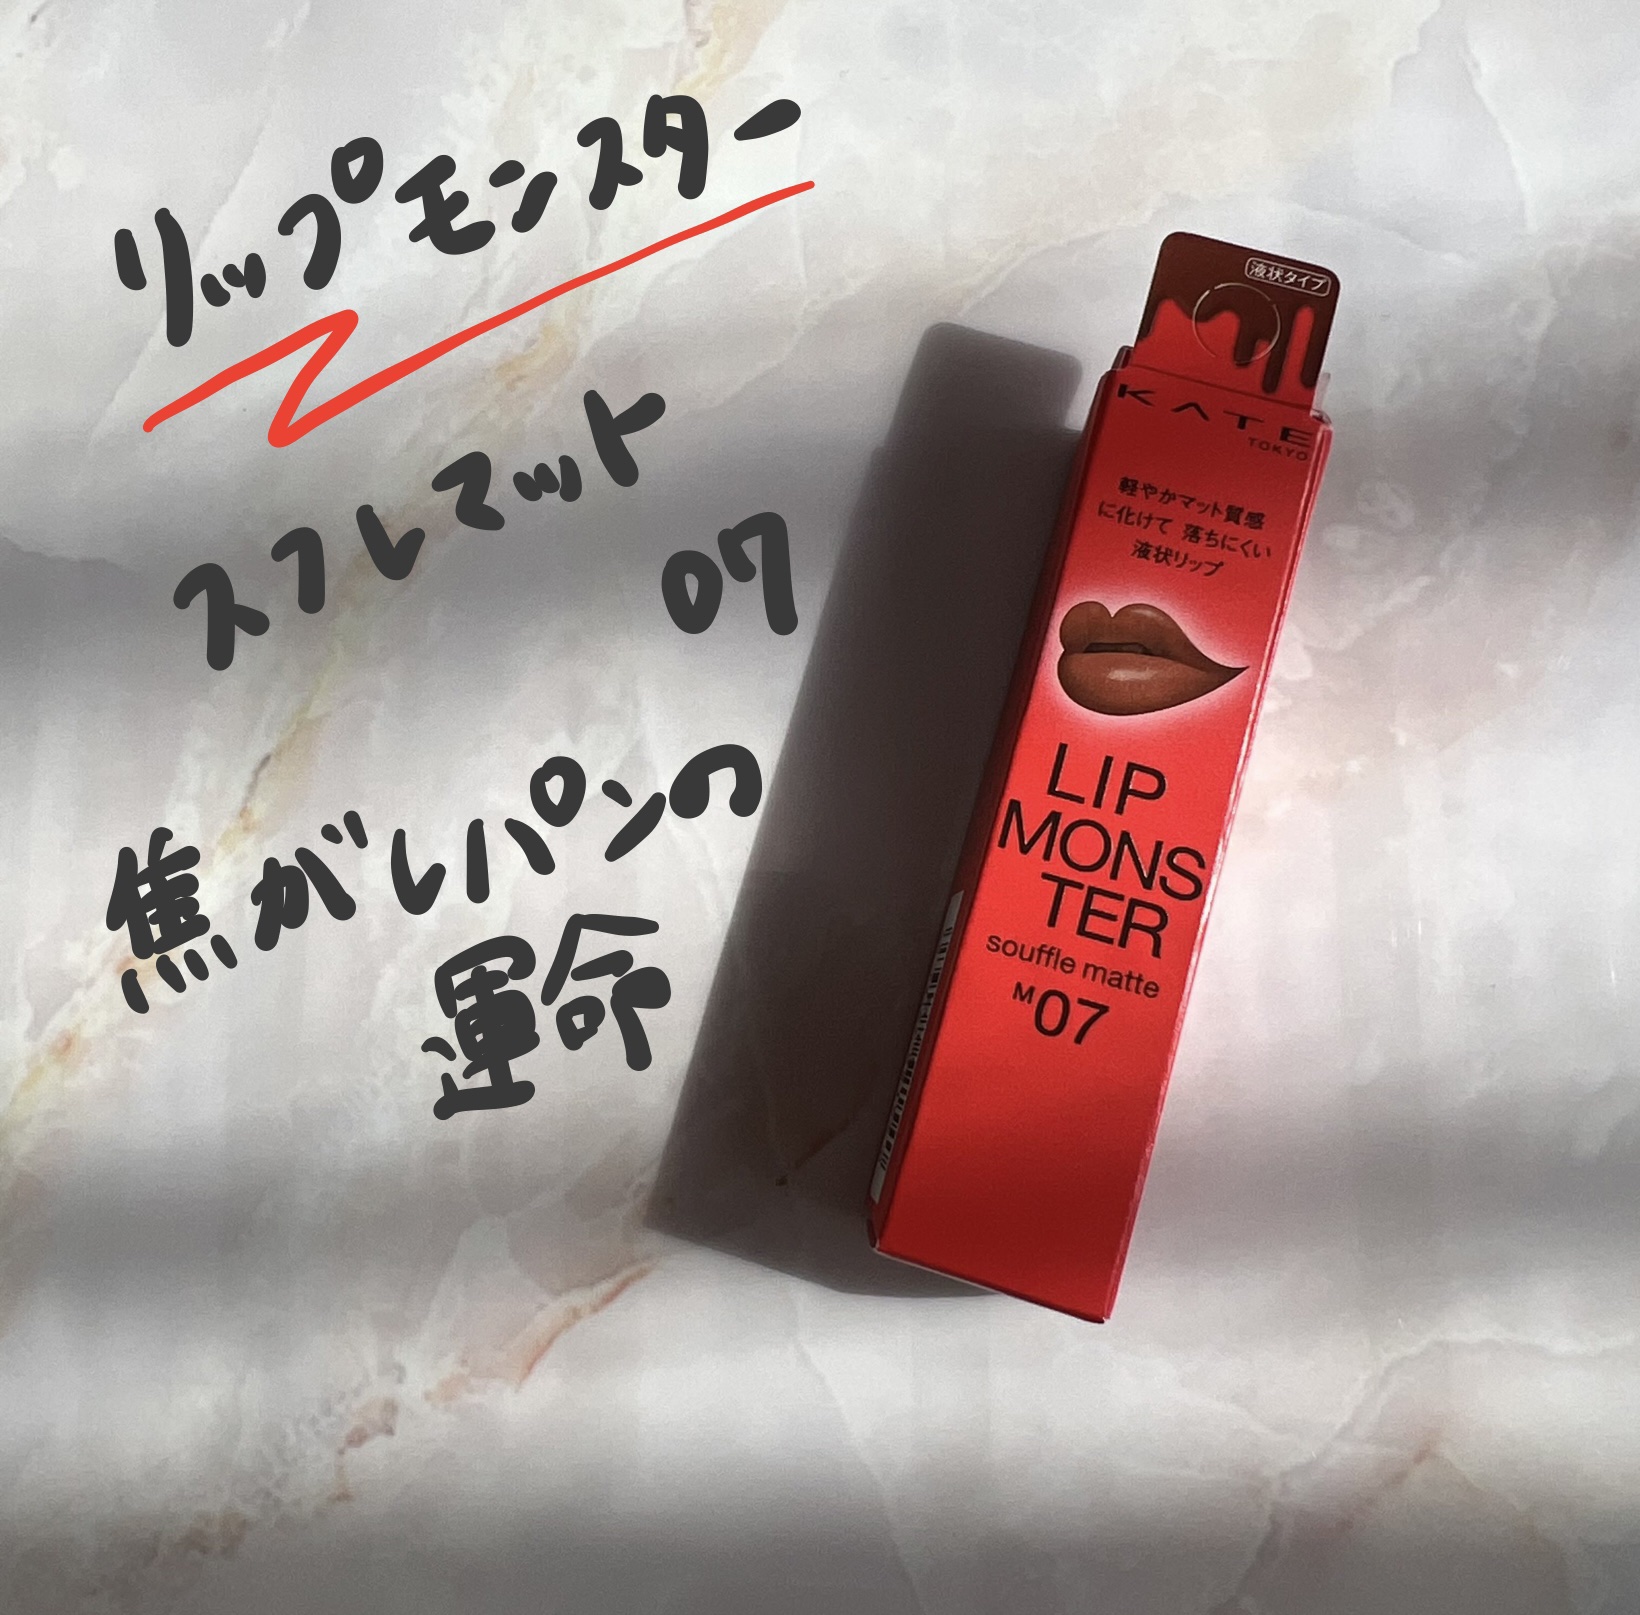 リップモンスター
スフレマット
07
焦がしパンの
運命
液状タイプ
KATE
TOKYO
軽やかマット質感
に化けて 落ちにくい
液状リップ
LIP
MONS
TER
souffle matte
M07